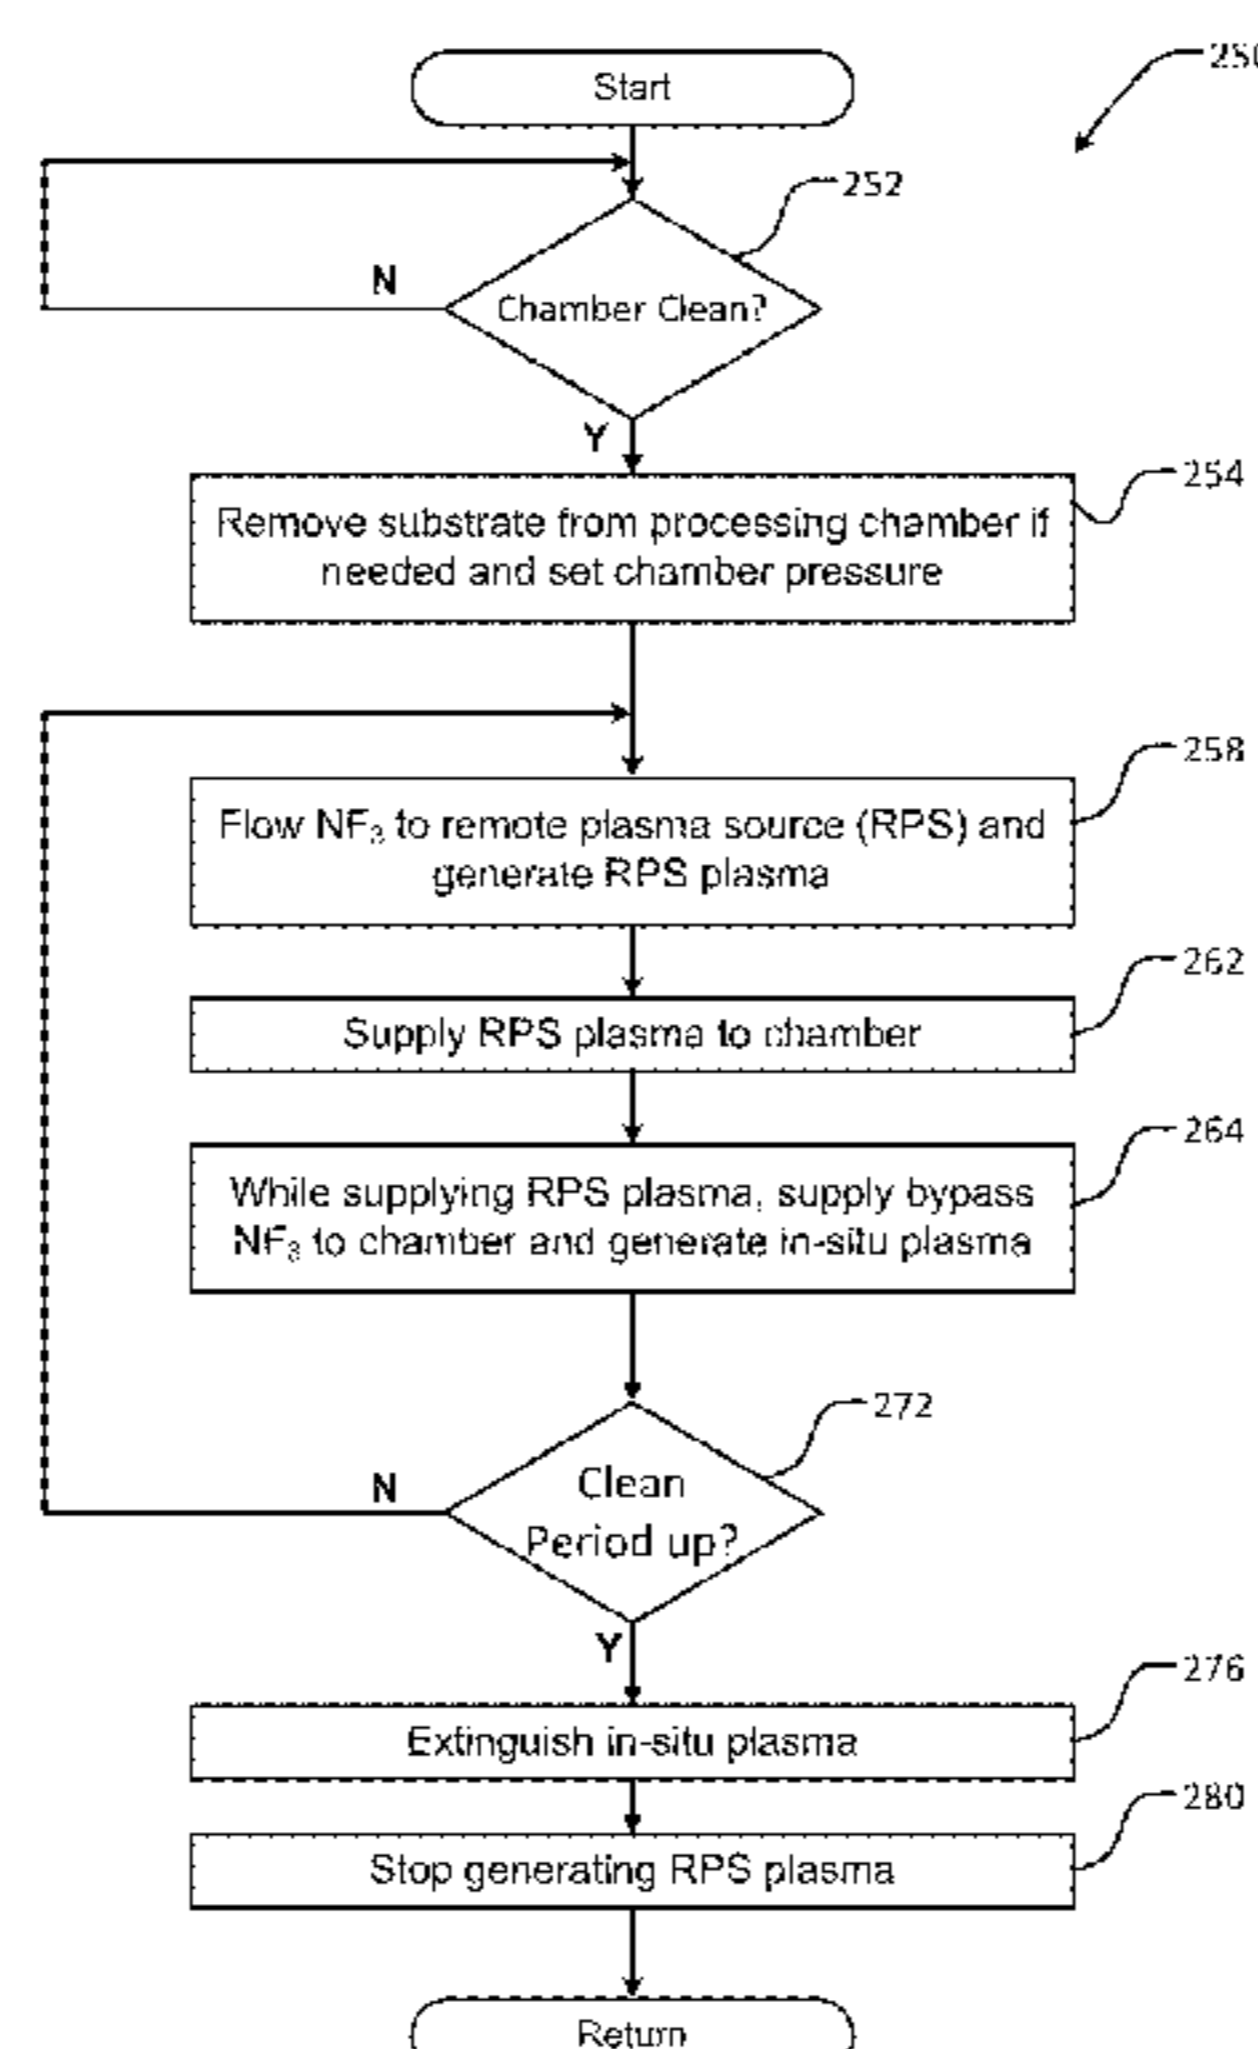 Start
250
252
N
Chamber Clean?
Y
254
Remove substrate from processing chamber if
needed and set chamber pressure
258
Flow NF₃ to remote plasma source (RPS) and
generate RPS plasma
262
Supply RPS plasma to chamber
264
While supplying RPS plasma, supply bypass
NF₃ to chamber and generate in-situ plasma
272
N
Clean
Period up?
Y
276
Extinguish in-situ plasma
280
Stop generating RPS plasma
Return